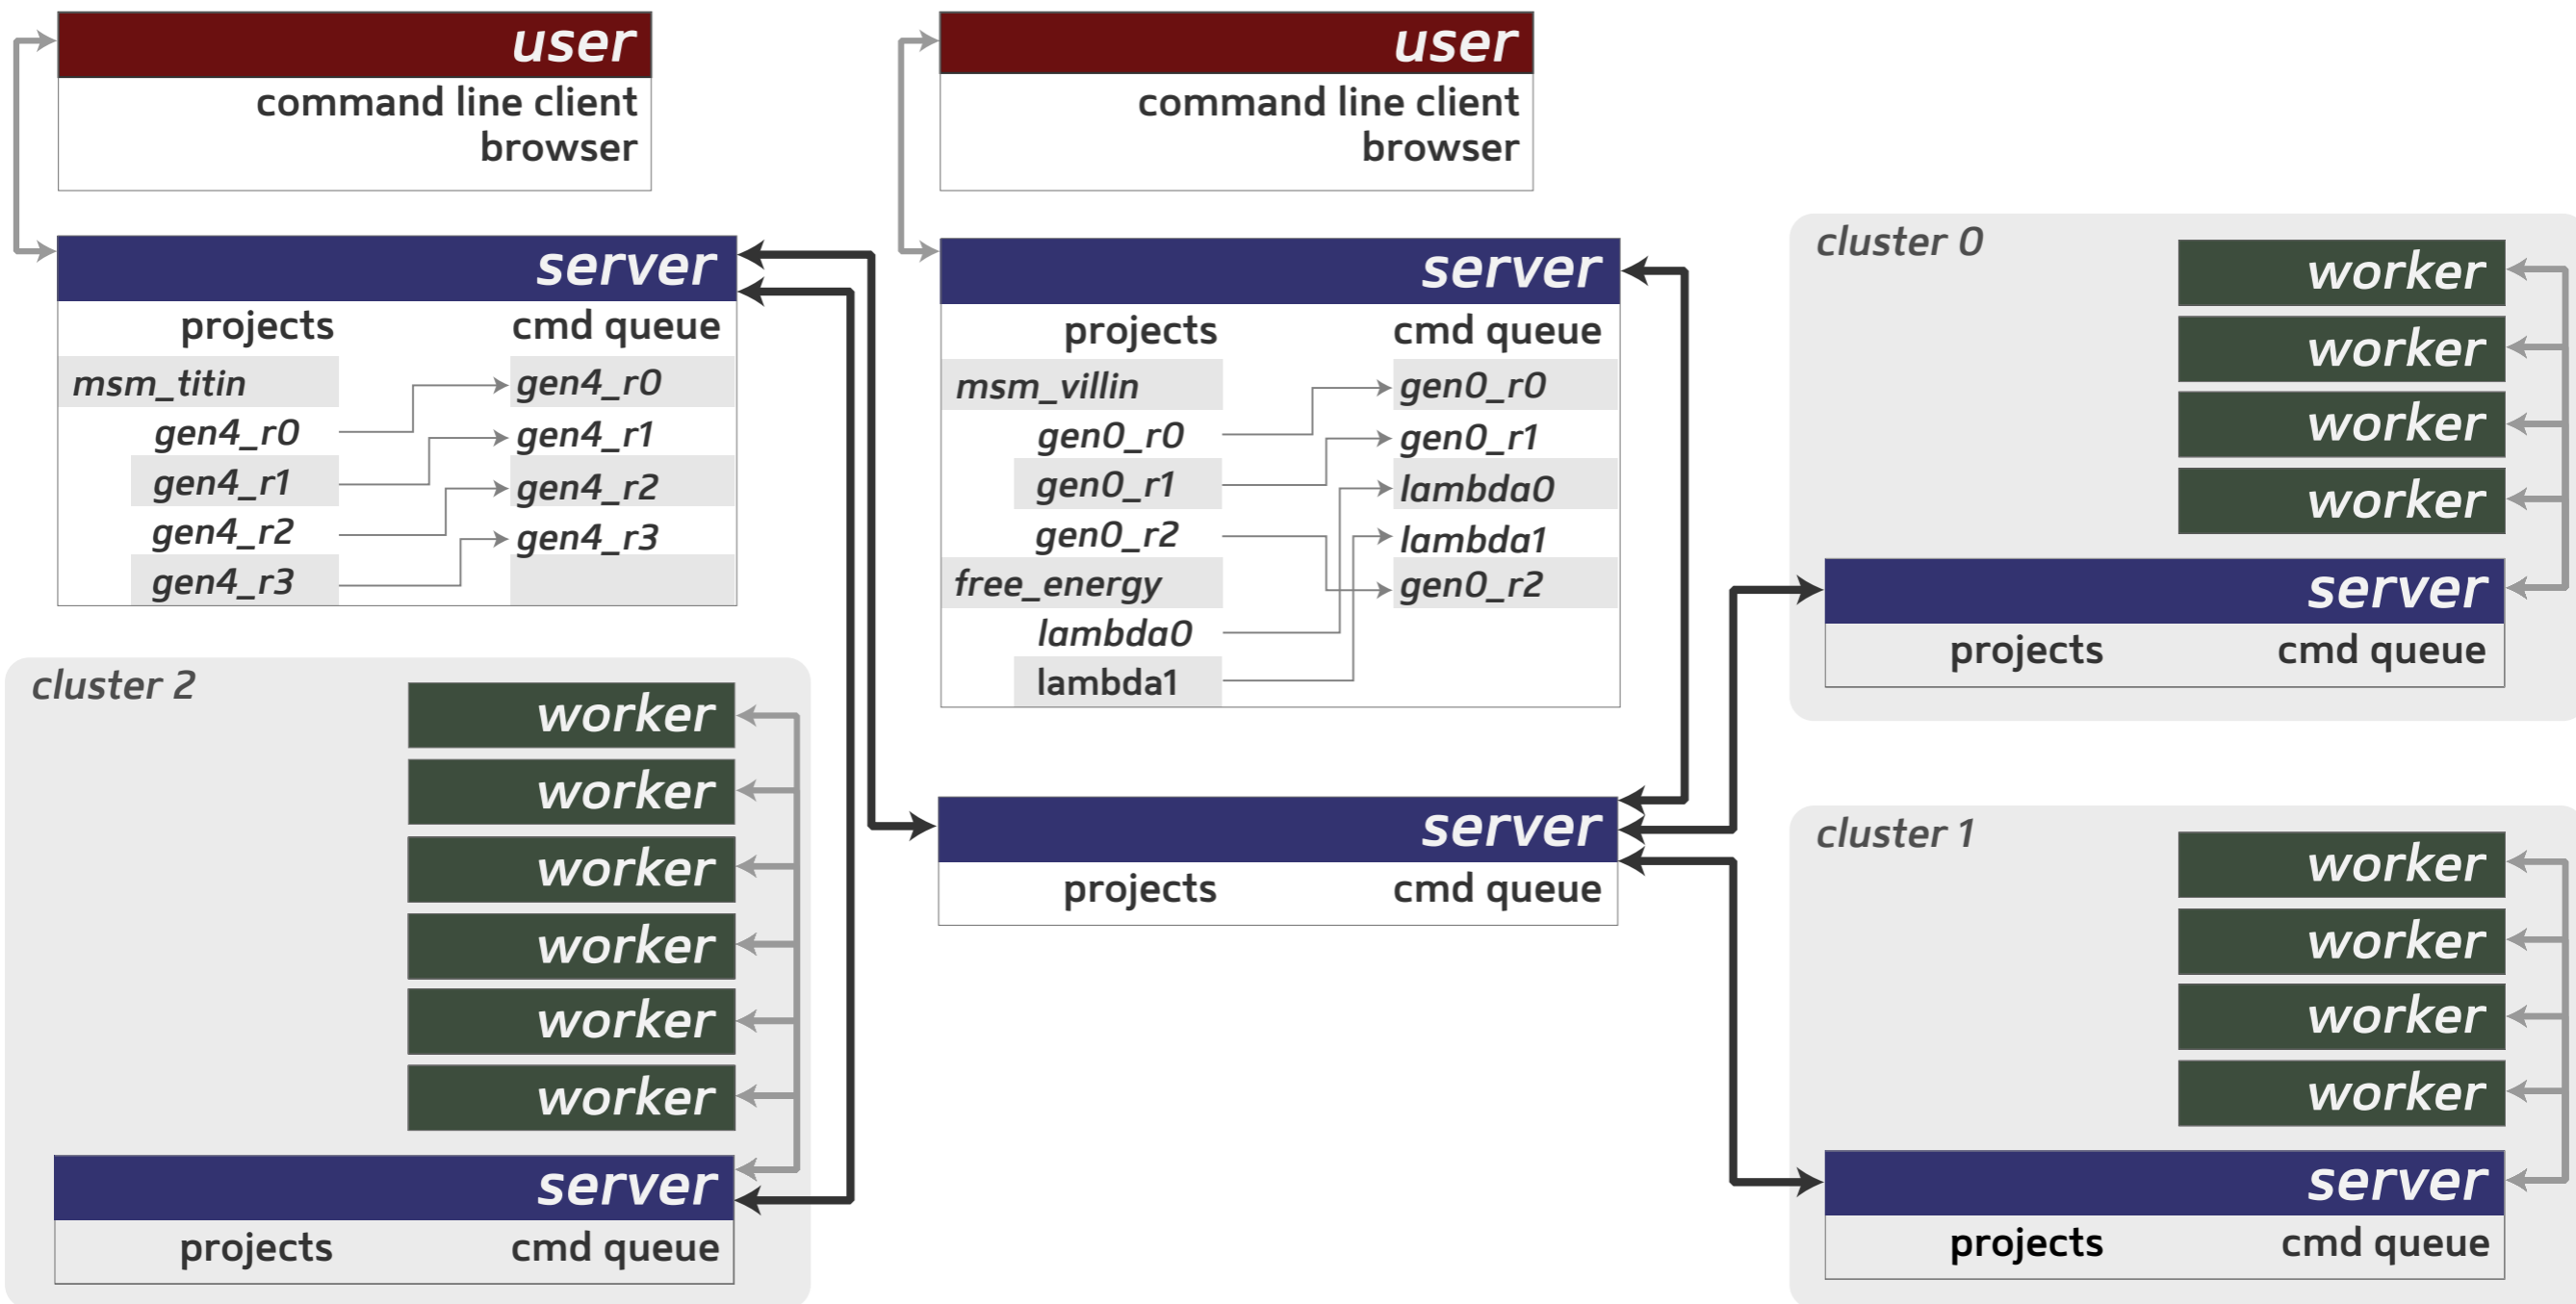 user
command line client
browser
server
projects cmd queue
msm_titin
gen4_r0
gen4_r1
gen4_r2
gen4_r3
gen4_r0
gen4_r1
gen4_r2
gen4_r3
cluster 2
worker
worker
worker
worker
worker
worker
server
projects cmd queue
user
command line client
browser
server
projects cmd queue
msm_villin
gen0_r0
gen0_r1
gen0_r2
free_energy
lambda0
lambda1
gen0_r0
gen0_r1
lambda0
lambda1
gen0_r2
server
projects cmd queue
cluster 0
worker
worker
worker
worker
server
projects cmd queue
cluster 1
worker
worker
worker
worker
server
projects cmd queue